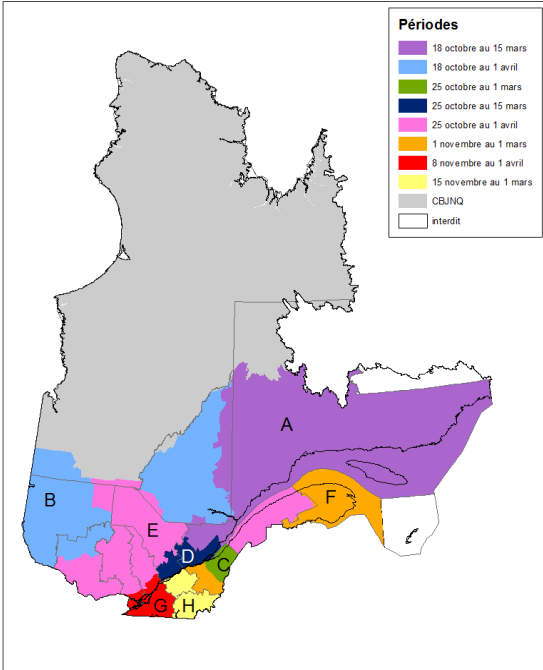 Périodes
18 octobre au 15 mars
18 octobre au 1 avril
25 octobre au 1 mars
25 octobre au 15 mars
25 octobre au 1 avril
1 novembre au 1 mars
8 novembre au 1 avril
15 novembre au 1 mars
CBJNQ
interdit
A
B
F
E
D
C
G
H